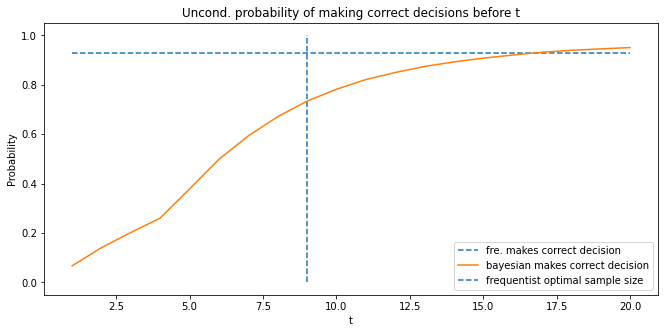 Uncond. probability of making correct decisions before t
1.0
0.8
0.6
0.4
0.2
0.0
Probability
2.5 5.0 7.5 10.0 12.5 15.0 17.5 20.0
t
fre. makes correct decision
bayesian makes correct decision
frequentist optimal sample size